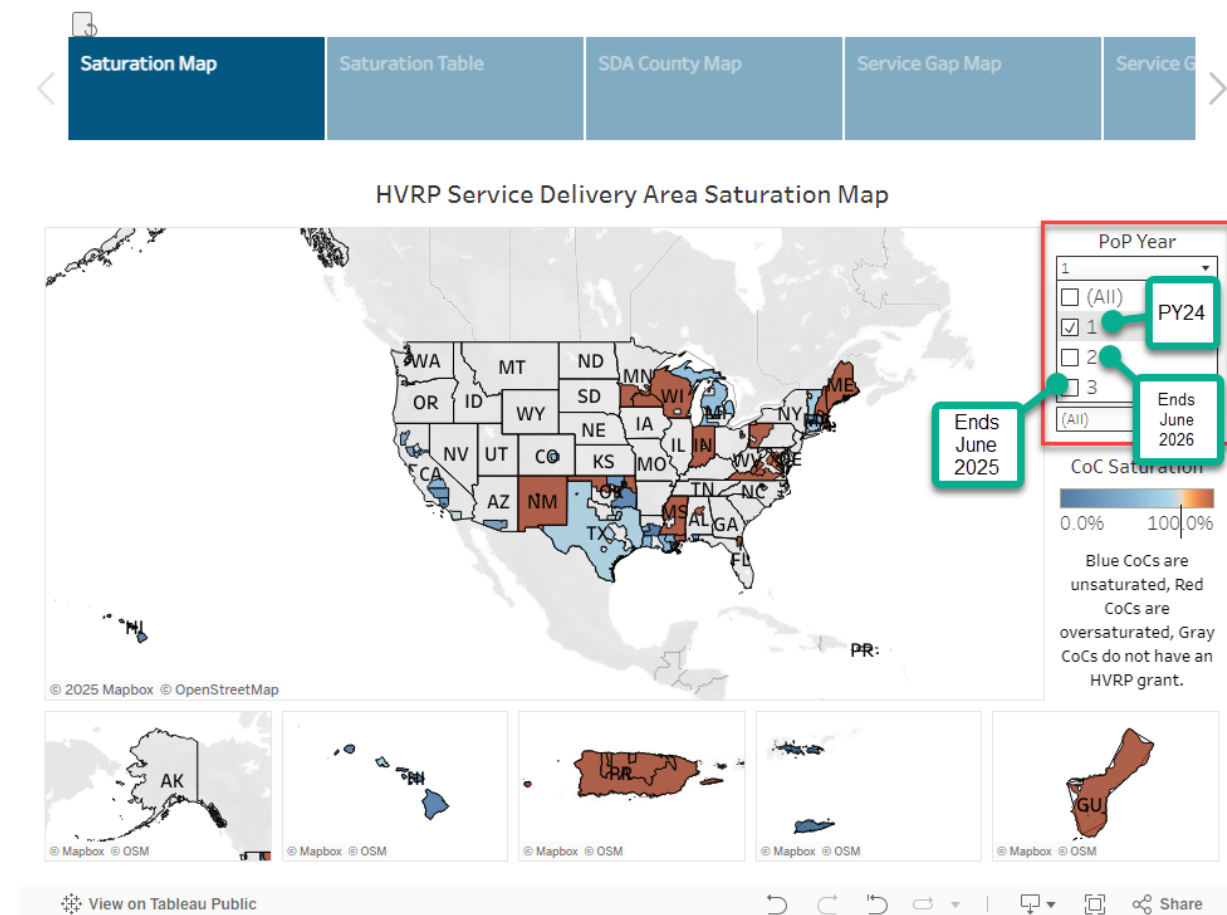 Saturation Map
Saturation Table
SDA County Map
Service Gap Map
Service G
HVRP Service Delivery Area Saturation Map
PoP Year
1
(All)
1
2
3
(All)
PY24
Ends
June
2026
Ends
June
2025
CoC Saturation
0.0%
100.0%
Blue CoCs are
unsaturated, Red
CoCs are
oversaturated, Gray
CoCs do not have an
HVRP grant.
WA
MT
ND
MN
ME
OR
ID
SD
WI
MI
NY
WY
NE
IA
NV
UT
CO
KS
MO
IL
IN
WV
DE
CA
AZ
NM
OK
TN
NC
TX
MS
AL
GA
FL
HI
PR
© 2025 Mapbox © OpenStreetMap
AK
© Mapbox © OSM
HI
© Mapbox © OSM
PR
© Mapbox © OSM
© Mapbox © OSM
GU
© Mapbox © OSM
View on Tableau Public
Share